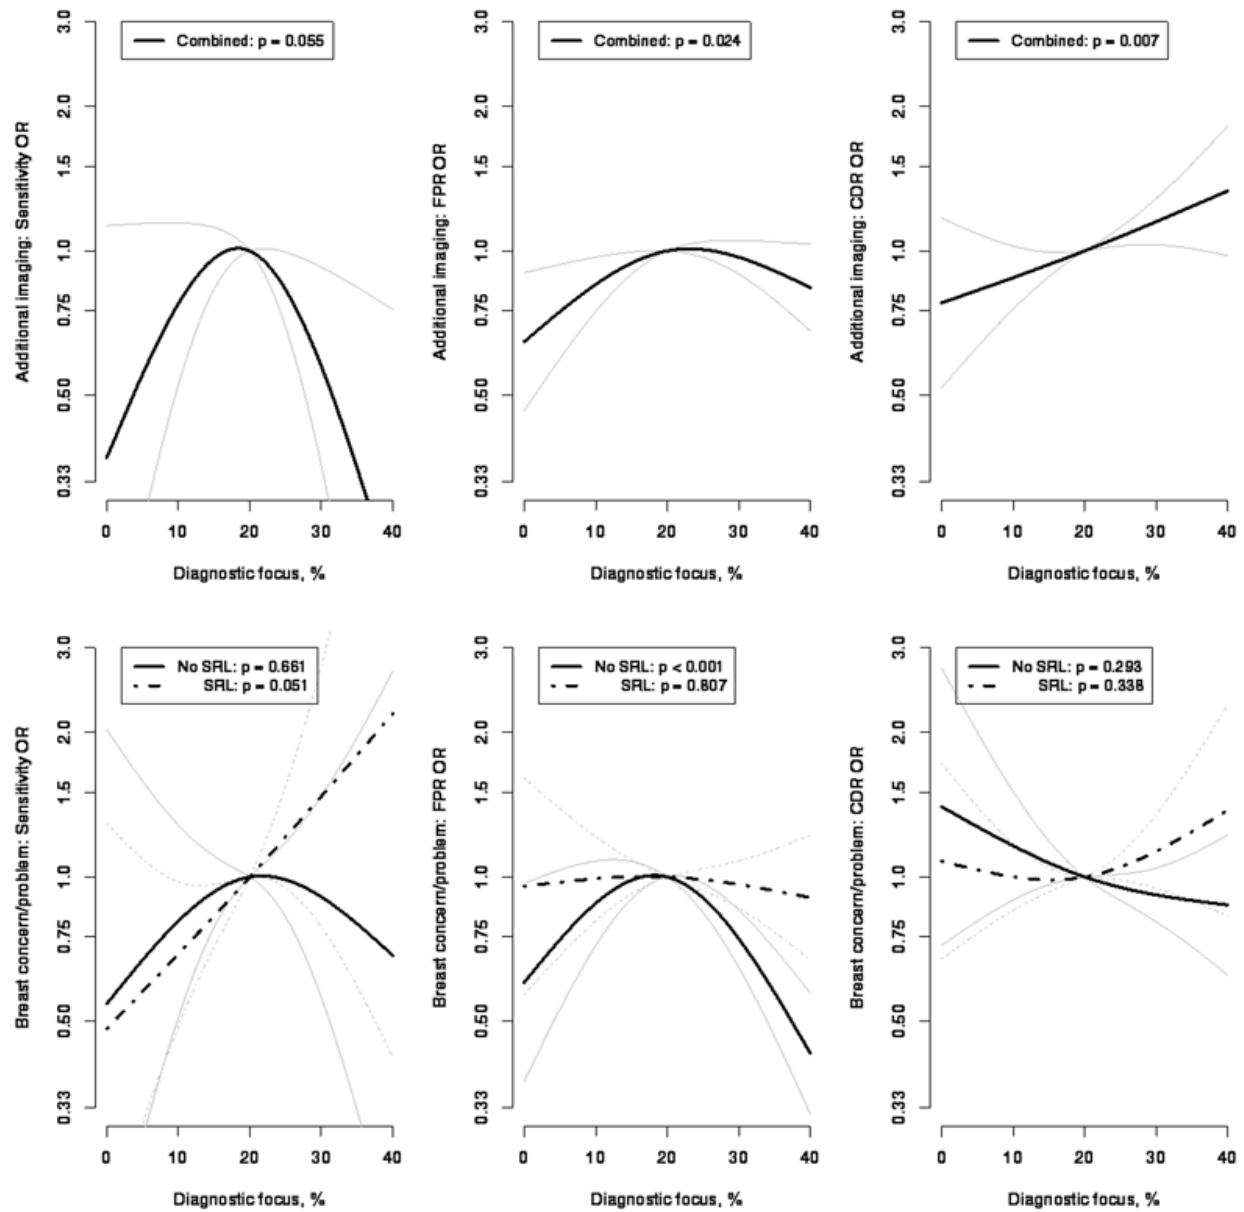 Combined: p = 0.055
3.0
2.0
1.5
1.0
0.75
0.50
0.33
Additional imaging: Sensitivity OR
0 10 20 30 40
Diagnostic focus, %
Combined: p = 0.024
3.0
2.0
1.5
1.0
0.75
0.50
0.33
Additional imaging: FPR OR
0 10 20 30 40
Diagnostic focus, %
Combined: p = 0.007
3.0
2.0
1.5
1.0
0.75
0.50
0.33
Additional imaging: CDR OR
0 10 20 30 40
Diagnostic focus, %
No SRL: p = 0.661
SRL: p = 0.051
3.0
2.0
1.5
1.0
0.75
0.50
0.33
Breast concern/problem: Sensitivity OR
0 10 20 30 40
Diagnostic focus, %
No SRL: p < 0.001
SRL: p = 0.807
3.0
2.0
1.5
1.0
0.75
0.50
0.33
Breast concern/problem: FPR OR
0 10 20 30 40
Diagnostic focus, %
No SRL: p = 0.293
SRL: p = 0.338
3.0
2.0
1.5
1.0
0.75
0.50
0.33
Breast concern/problem: CDR OR
0 10 20 30 40
Diagnostic focus, %